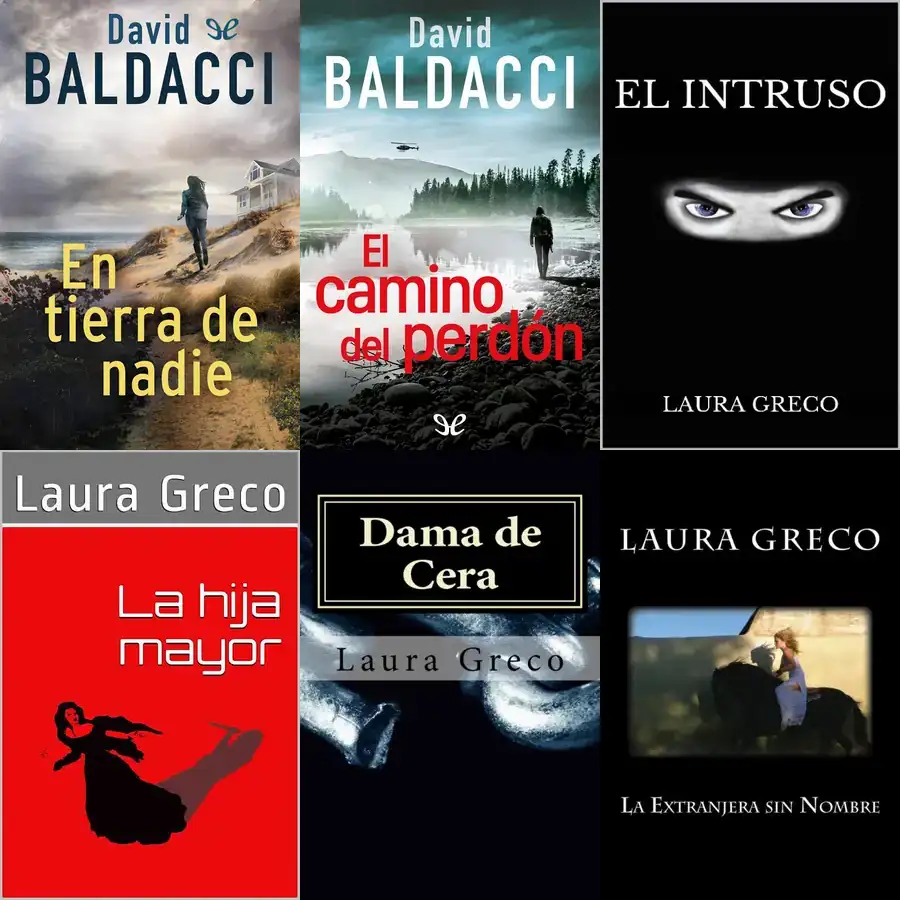 David
BALDACCI
En
tierra de
nadie
David
BALDACCI
El
camino
del perdón
EL INTRUSO
LAURA GRECO
Laura Greco
La hija
mayor
Dama de
Cera
Laura Greco
LAURA GRECO
LA EXTRANJERA SIN NOMBRE